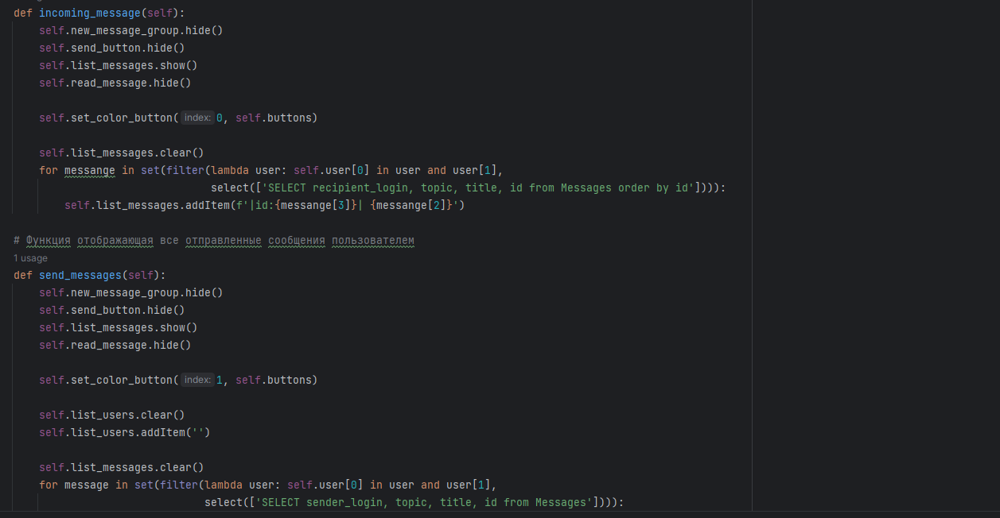 def incoming_message(self):
    self.new_message_group.hide()
    self.send_button.hide()
    self.list_messages.show()
    self.read_message.hide()

    self.set_color_button( index: 0, self.buttons)

    self.list_messages.clear()
    for messange in set(filter(lambda user: self.user[0] in user and user[1],
                               select(['SELECT recipient_login, topic, title, id from Messages order by id']))):
        self.list_messages.addItem(f'|id:{messange[3]}| {messange[2]}')

# Функция отображающая все отправленные сообщения пользователем
1 usage
def send_messages(self):
    self.new_message_group.hide()
    self.send_button.hide()
    self.list_messages.show()
    self.read_message.hide()

    self.set_color_button( index: 1, self.buttons)

    self.list_users.clear()
    self.list_users.addItem('')

    self.list_messages.clear()
    for message in set(filter(lambda user: self.user[0] in user and user[1],
                              select(['SELECT sender_login, topic, title, id from Messages']))):